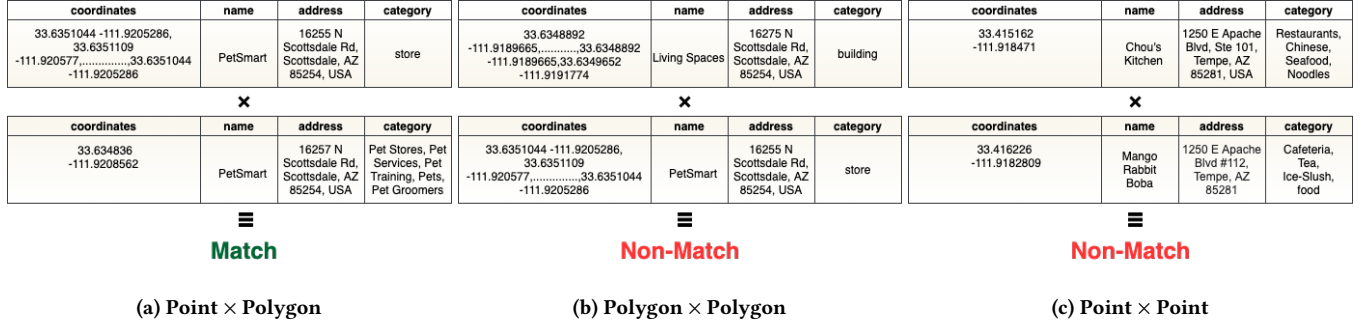 coordinates name address category
33.6351044 -111.9205286,
33.6351109
-111.920577,...............,33.6351044
-111.9205286
PetSmart
16255 N
Scottsdale Rd,
Scottsdale, AZ
85254, USA
store
×
coordinates name address category
33.634836
-111.9208562
PetSmart
16257 N
Scottsdale Rd,
Scottsdale, AZ
85254, USA
Pet Stores, Pet
Services, Pet
Training, Pets,
Pet Groomers
≡
Match
(a) Point × Polygon
coordinates name address category
33.6348892
-111.9189665,............,33.6348892
-111.9189665,33.6349652
-111.9191774
Living Spaces
16275 N
Scottsdale Rd,
Scottsdale, AZ
85254, USA
building
×
coordinates name address category
33.6351044 -111.9205286,
33.6351109
-111.920577,...............,33.6351044
-111.9205286
PetSmart
16255 N
Scottsdale Rd,
Scottsdale, AZ
85254, USA
store
≡
Non-Match
(b) Polygon × Polygon
coordinates name address category
33.415162
-111.918471
Chou's
Kitchen
1250 E Apache
Blvd, Ste 101,
Tempe, AZ
85281, USA
Restaurants,
Chinese,
Seafood,
Noodles
×
coordinates name address category
33.416226
-111.9182809
Mango
Rabbit
Boba
1250 E Apache
Blvd #112,
Tempe, AZ
85281
Cafeteria,
Tea,
Ice-Slush,
food
≡
Non-Match
(c) Point × Point